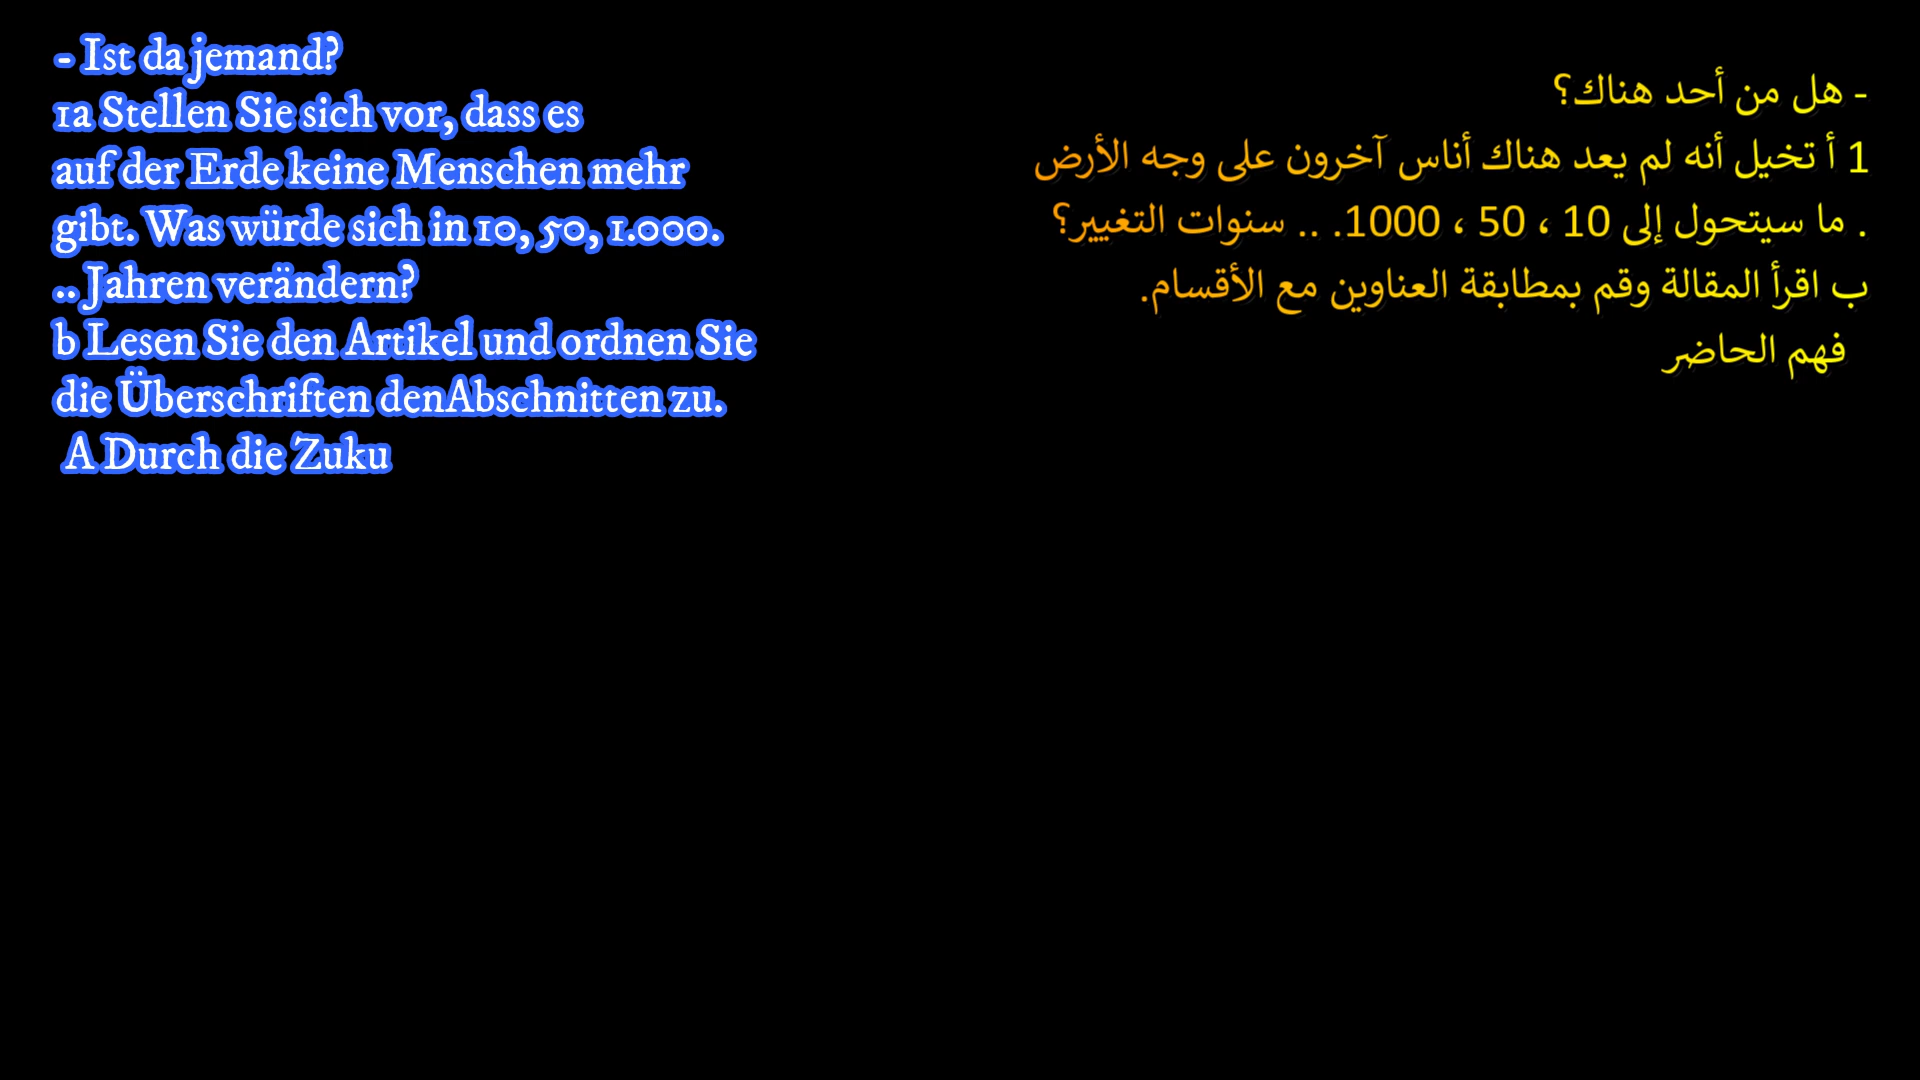 - Ist da jemand?
1a Stellen Sie sich vor, dass es
auf der Erde keine Menschen mehr
gibt. Was würde sich in 10, 50, 1.000.
.. Jahren verändern?
b Lesen Sie den Artikel und ordnen Sie
die Überschriften denAbschnitten zu.
A Durch die Zuku
- هل من أحد هناك؟
1 أ تخيل أنه لم يعد هناك أناس آخرون على وجه الأرض
. ما سيتحول إلى 10 ، 50 ، 1000. .. سنوات التغيير؟
ب اقرأ المقالة وقم بمطابقة العناوين مع الأقسام.
فهم الحاضر